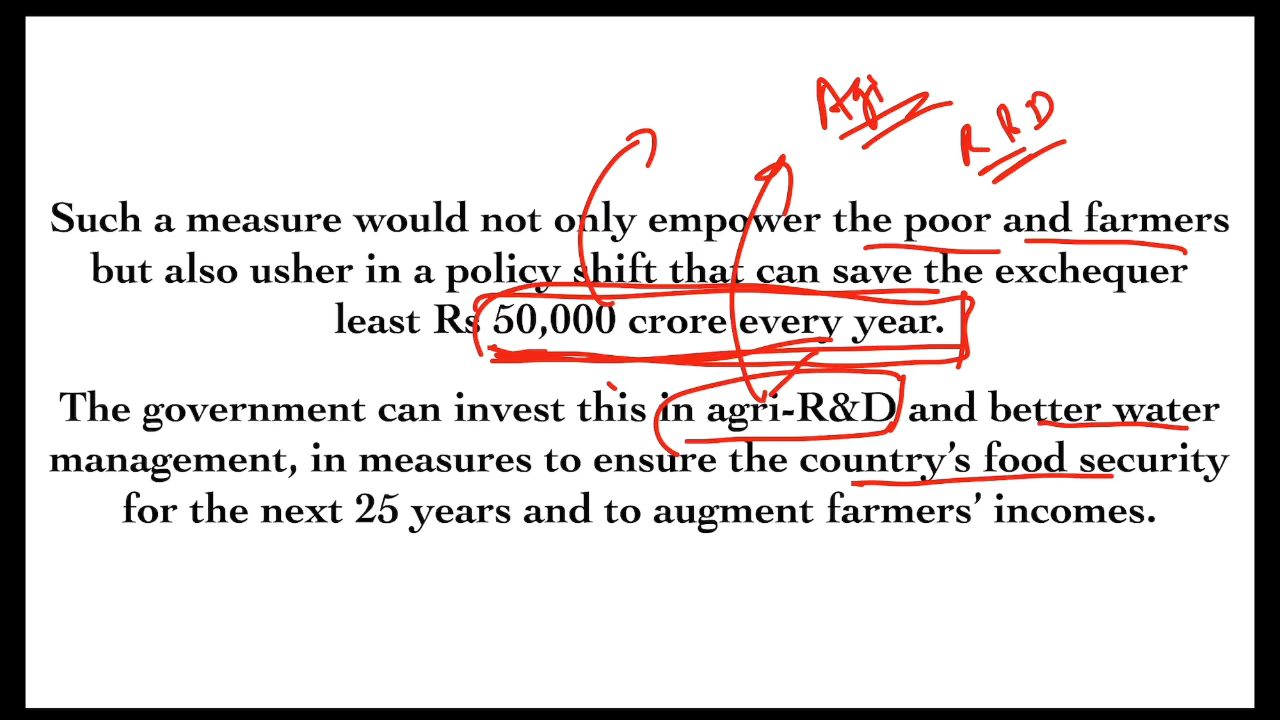 Agri
R R D
Such a measure would not only empower the poor and farmers
but also usher in a policy shift that can save the exchequer
least Rs 50,000 crore every year.
The government can invest this in agri-R&D and better water
management, in measures to ensure the country's food security
for the next 25 years and to augment farmers' incomes.